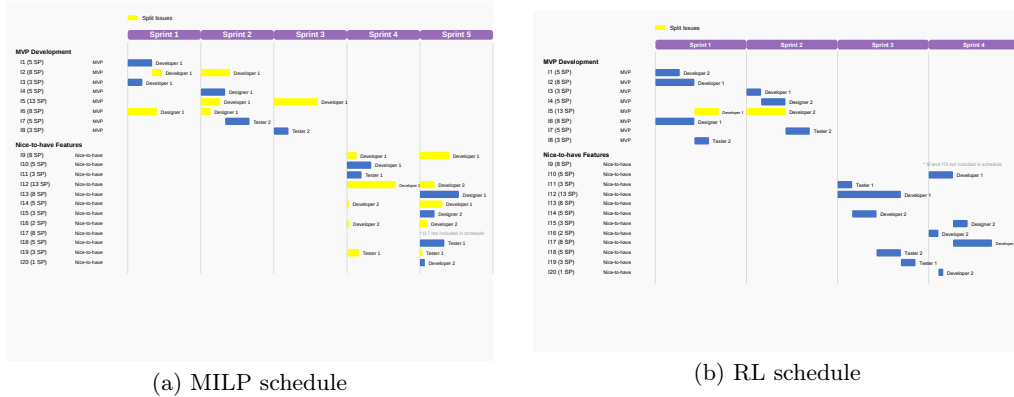 Split Issues
Sprint 1 Sprint 2 Sprint 3 Sprint 4 Sprint 5
MVP Development
I1 (5 SP) MVP Developer 1
I2 (8 SP) MVP Developer 1 Developer 1
I3 (3 SP) MVP Developer 1
I4 (5 SP) MVP Designer 1
I5 (13 SP) MVP Developer 1 Developer 1
I6 (8 SP) MVP Designer 1 Designer 1
I7 (5 SP) MVP Tester 2
I8 (3 SP) MVP Tester 2
Nice-to-have Features
I9 (8 SP) Nice-to-have Developer 1 Developer 1
I10 (5 SP) Nice-to-have Developer 1
I11 (3 SP) Nice-to-have Tester 1
I12 (13 SP) Nice-to-have Developer 2 Developer 2
I13 (8 SP) Nice-to-have Designer 1
I14 (5 SP) Nice-to-have Developer 2 Developer 1
I15 (3 SP) Nice-to-have Designer 2
I16 (2 SP) Nice-to-have Developer 2 Developer 2
I17 (8 SP) Nice-to-have not included in schedule
I18 (5 SP) Nice-to-have Tester 1
I19 (3 SP) Nice-to-have Tester 1 Tester 1
I20 (1 SP) Nice-to-have Developer 2
(a) MILP schedule
Split Issues
Sprint 1 Sprint 2 Sprint 3 Sprint 4
MVP Development
I1 (5 SP) MVP Developer 2
I2 (8 SP) MVP Developer 1
I3 (3 SP) MVP Developer 1
I4 (5 SP) MVP Designer 2
I5 (13 SP) MVP Developer 1 Developer 2
I6 (8 SP) MVP Designer 1
I7 (5 SP) MVP Tester 2
I8 (3 SP) MVP Tester 2
Nice-to-have Features
I9 (8 SP) Nice-to-have * I9 and I13 not included in schedule
I10 (5 SP) Nice-to-have Developer 1
I11 (3 SP) Nice-to-have Tester 1
I12 (13 SP) Nice-to-have Developer 1
I13 (8 SP) Nice-to-have
I14 (5 SP) Nice-to-have Developer 2
I15 (3 SP) Nice-to-have Designer 2
I16 (2 SP) Nice-to-have Developer 2
I17 (8 SP) Nice-to-have Developer
I18 (5 SP) Nice-to-have Tester 2
I19 (3 SP) Nice-to-have Tester 1
I20 (1 SP) Nice-to-have Developer 2
(b) RL schedule